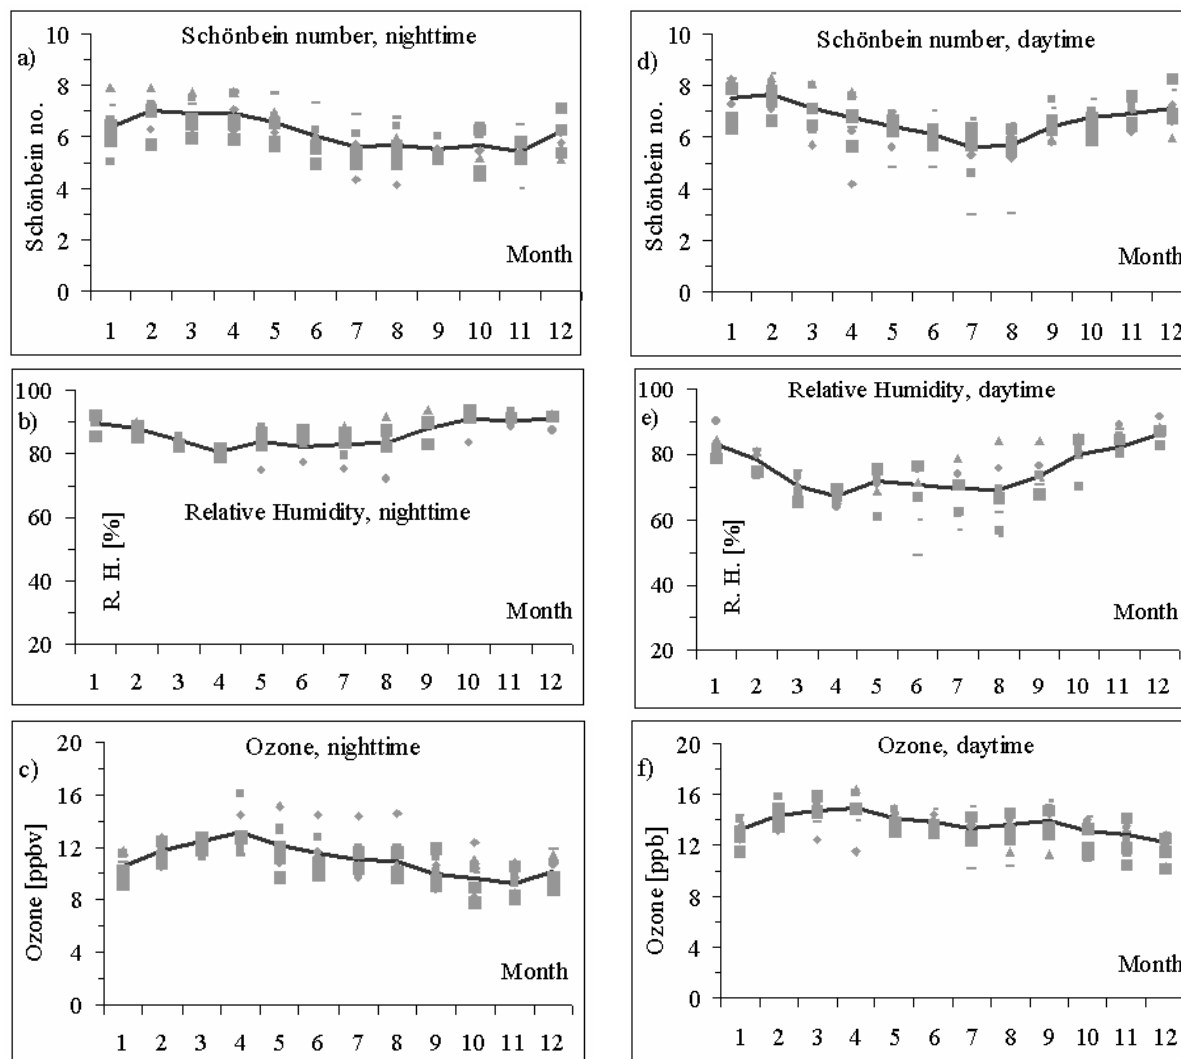 a)
Schönbein number, nighttime
Schönbein no.
10
8
6
4
2
0
Month
1 2 3 4 5 6 7 8 9 10 11 12
b)
100
80
60
40
20
R. H. [%]
Relative Humidity, nighttime
Month
1 2 3 4 5 6 7 8 9 10 11 12
c)
Ozone, nighttime
Ozone [ppbv]
20
16
12
8
4
0
Month
1 2 3 4 5 6 7 8 9 10 11 12
d)
Schönbein number, daytime
Schönbein no.
10
8
6
4
2
0
Month
1 2 3 4 5 6 7 8 9 10 11 12
e)
Relative Humidity, daytime
100
80
60
40
20
R. H. [%]
Month
1 2 3 4 5 6 7 8 9 10 11 12
f)
Ozone, daytime
Ozone [ppb]
20
16
12
8
4
0
Month
1 2 3 4 5 6 7 8 9 10 11 12